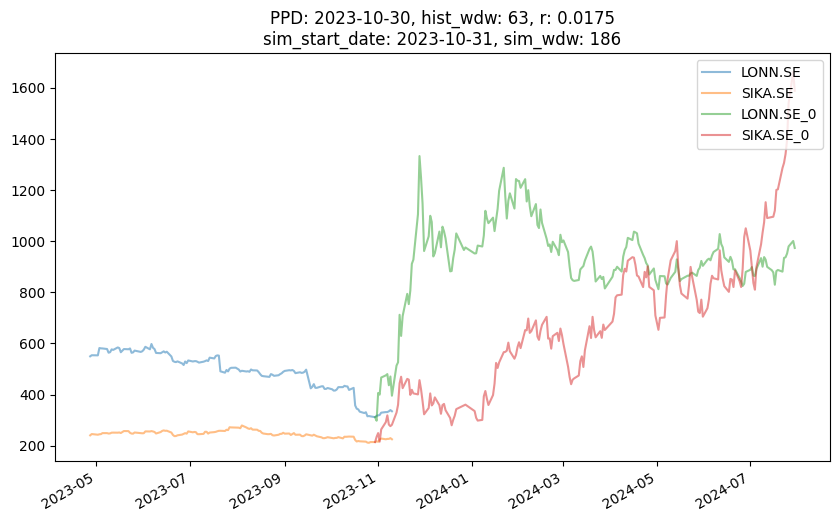 PPD: 2023-10-30, hist_wdw: 63, r: 0.0175
sim_start_date: 2023-10-31, sim_wdw: 186
LONN.SE
SIKA.SE
LONN.SE_0
SIKA.SE_0
1600
1400
1200
1000
800
600
400
200
2023-05
2023-07
2023-09
2023-11
2024-01
2024-03
2024-05
2024-07